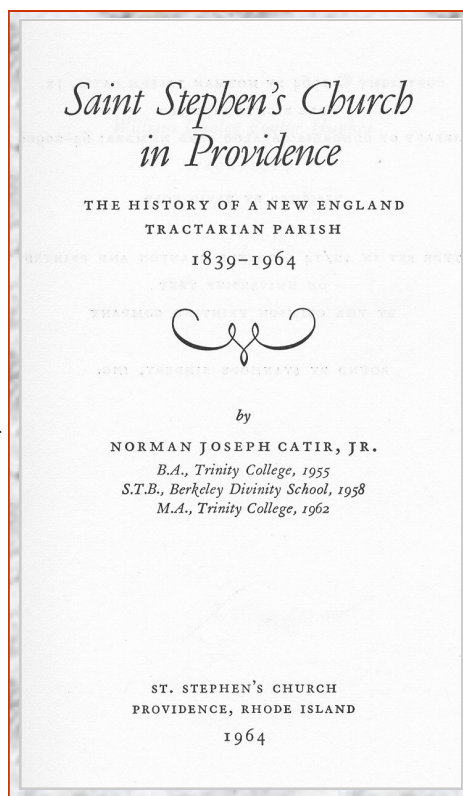 Saint Stephen's Church
in Providence
THE HISTORY OF A NEW ENGLAND
TRACTARIAN PARISH
1839–1964
by
NORMAN JOSEPH CATIR, JR.
B.A., Trinity College, 1955
S.T.B., Berkeley Divinity School, 1958
M.A., Trinity College, 1962
ST. STEPHEN'S CHURCH
PROVIDENCE, RHODE ISLAND
1964